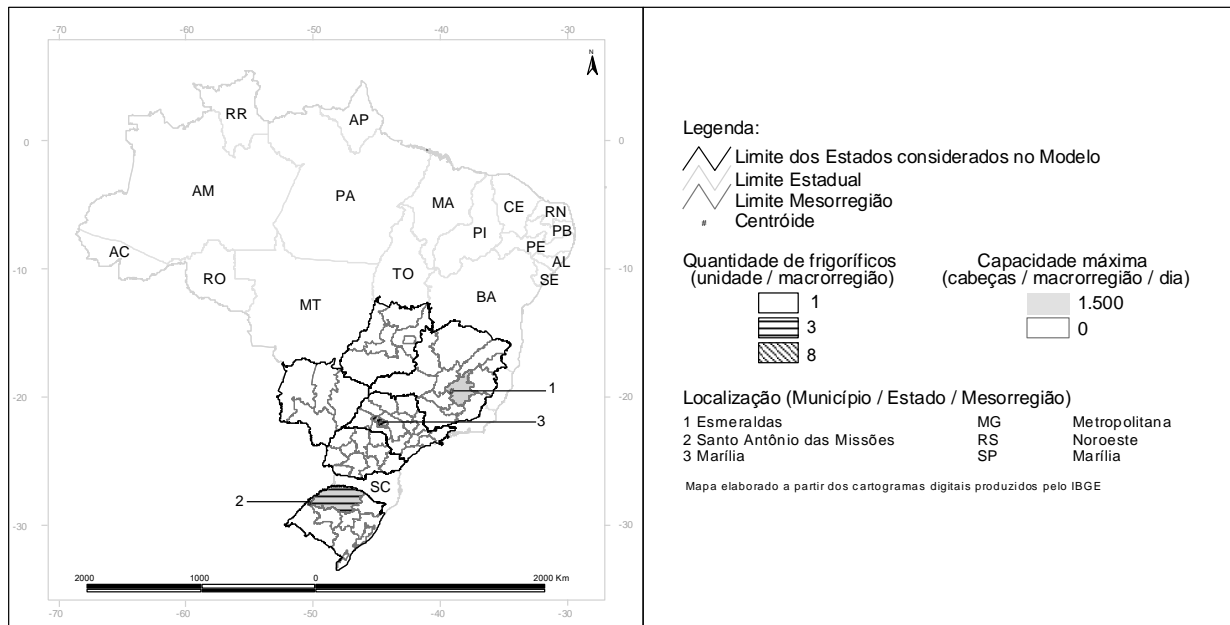 -70 -60 -50 -40 -30
N
RR
AP
0 0
AM PA MA CE RN
PB
PI PE
AC AL
-10 RO TO SE -10
MT BA
1
-20 -20
3
SC
2
-30 -30
2000 1000 0 2000 Km
-70 -60 -50 -40 -30
Legenda:
Limite dos Estados considerados no Modelo
Limite Estadual
Limite Mesorregião
# Centróide
Quantidade de frigoríficos
(unidade / macrorregião)
1
3
8
Capacidade máxima
(cabeças / macrorregião / dia)
1.500
0
Localização (Município / Estado / Mesorregião)
1 Esmeraldas MG Metropolitana
2 Santo Antônio das Missões RS Noroeste
3 Marília SP Marília
Mapa elaborado a partir dos cartogramas digitais produzidos pelo IBGE